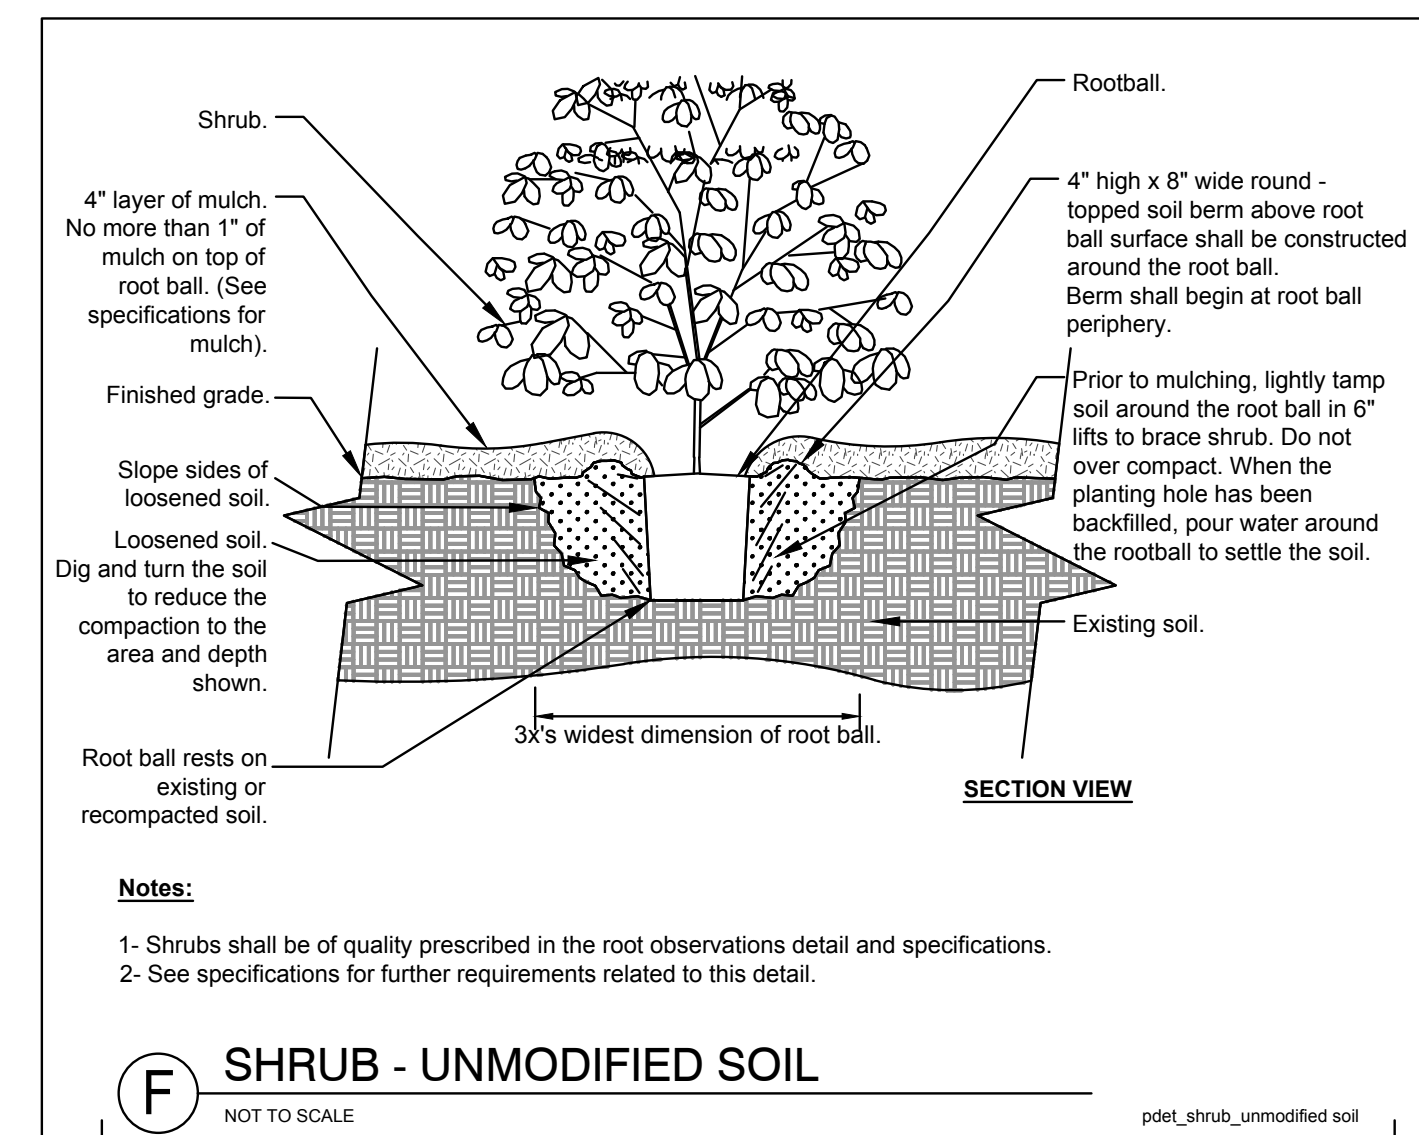 Shrub.
4" layer of mulch.
No more than 1" of
mulch on top of
root ball. (See
specifications for
mulch).
Finished grade.
Slope sides of
loosened soil.
Loosened soil.
Dig and turn the soil
to reduce the
compaction to the
area and depth
shown.
Root ball rests on
existing or
recompacted soil.
Rootball.
4" high x 8" wide round -
topped soil berm above root
ball surface shall be constructed
around the root ball.
Berm shall begin at root ball
periphery.
Prior to mulching, lightly tamp
soil around the root ball in 6"
lifts to brace shrub. Do not
over compact. When the
planting hole has been
backfilled, pour water around
the rootball to settle the soil.
Existing soil.
3x's widest dimension of root ball.
SECTION VIEW
Notes:
1- Shrubs shall be of quality prescribed in the root observations detail and specifications.
2- See specifications for further requirements related to this detail.
F
SHRUB - UNMODIFIED SOIL
NOT TO SCALE
pdet_shrub_unmodified soil